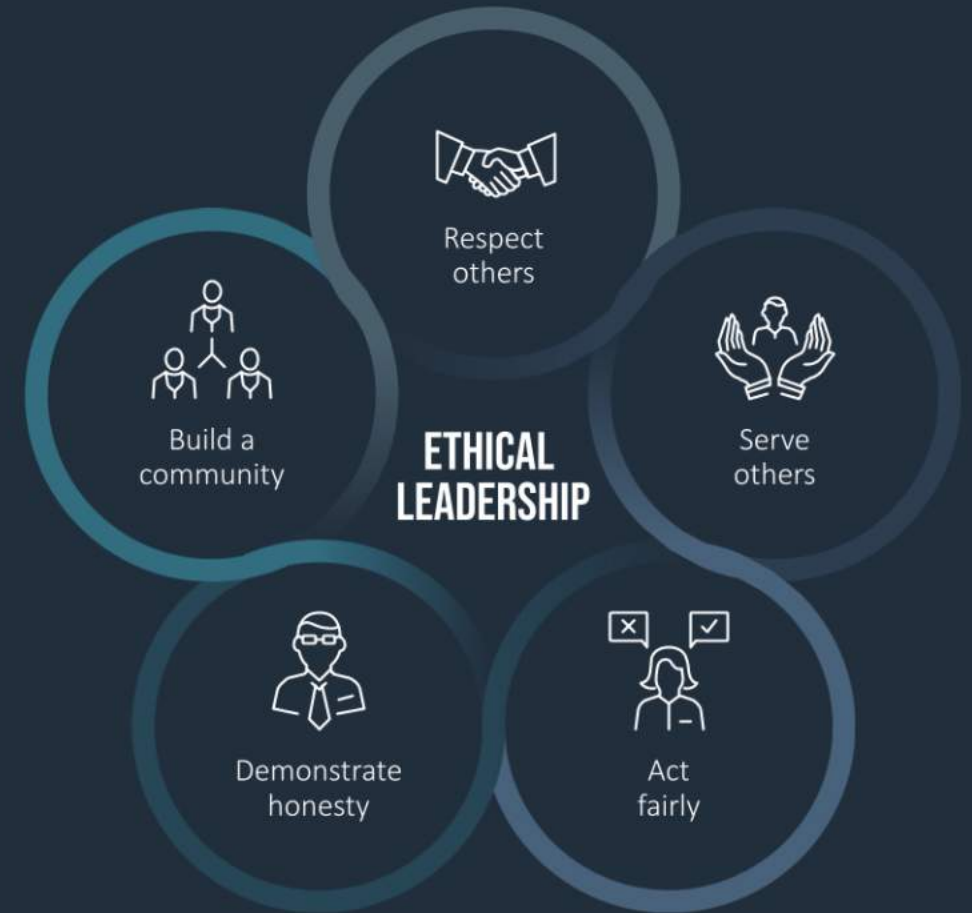 Respect
others
Build a
community
Serve
others
ETHICAL
LEADERSHIP
Demonstrate
honesty
Act
fairly